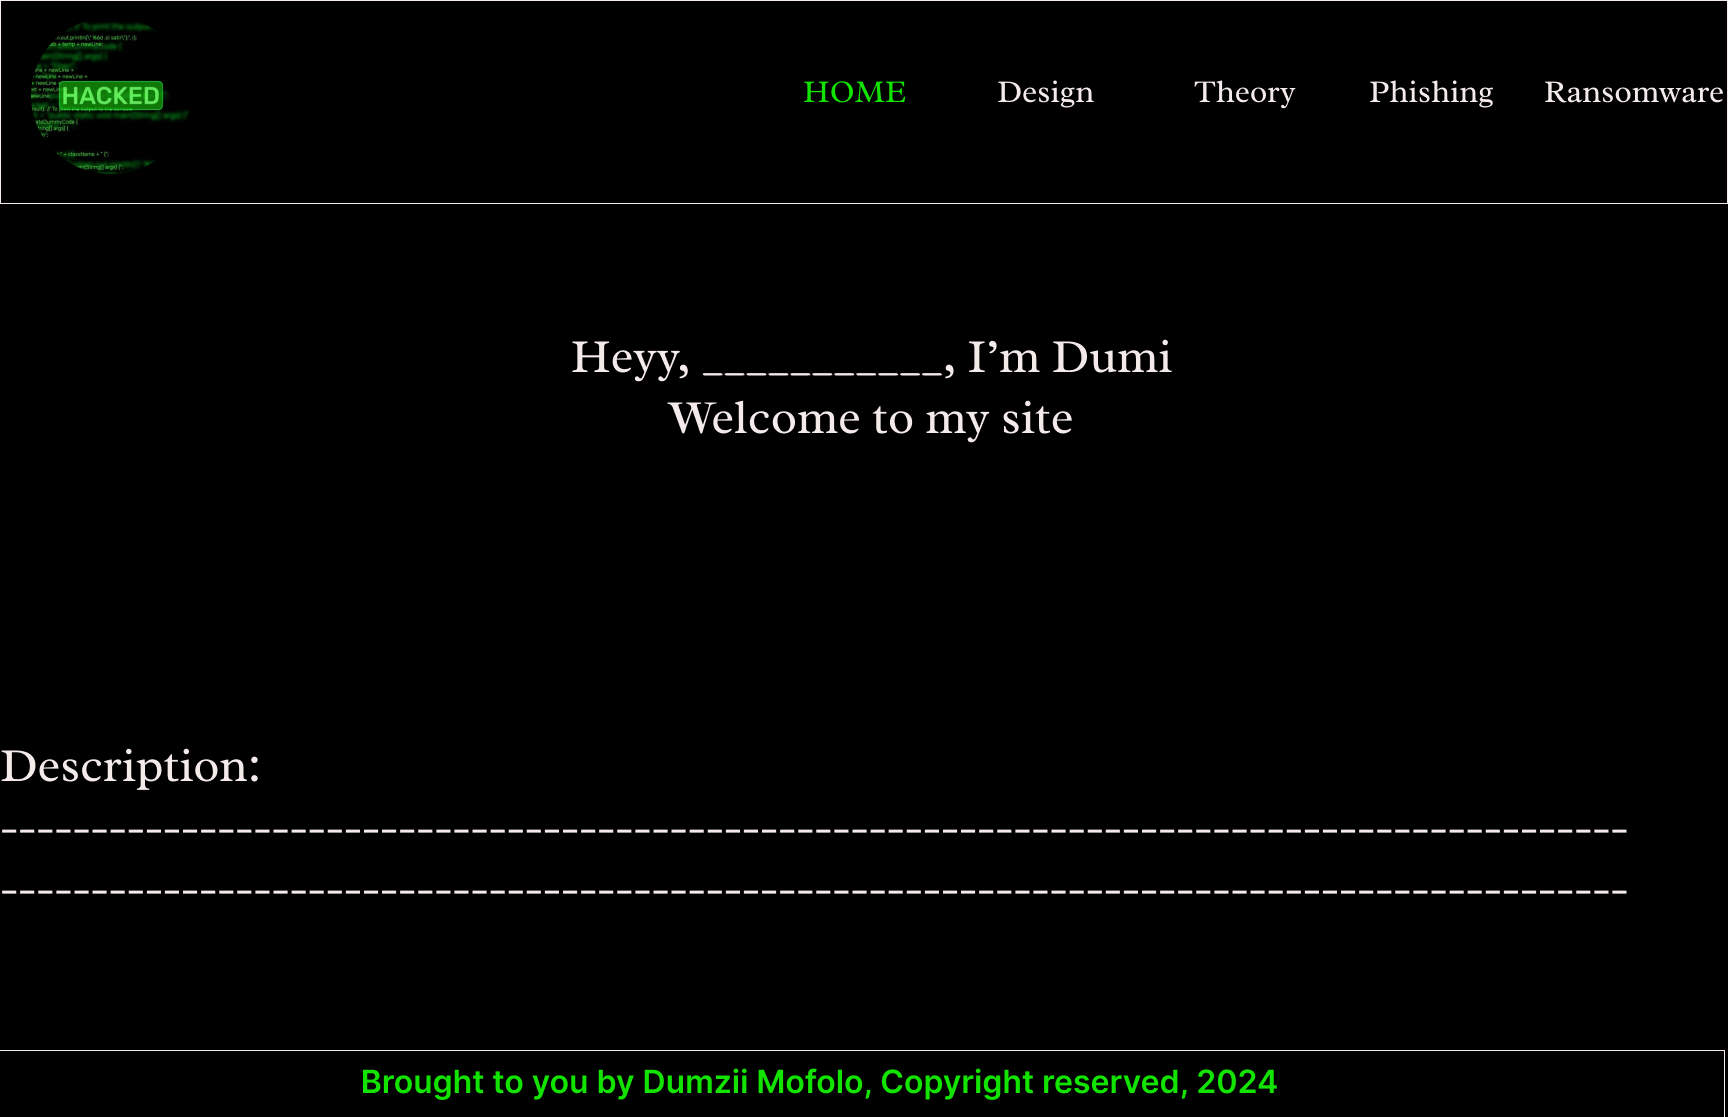 HACKED
HOME Design Theory Phishing Ransomware
Heyy, ___________, I’m Dumi
Welcome to my site
Description:
Brought to you by Dumzii Mofolo, Copyright reserved, 2024